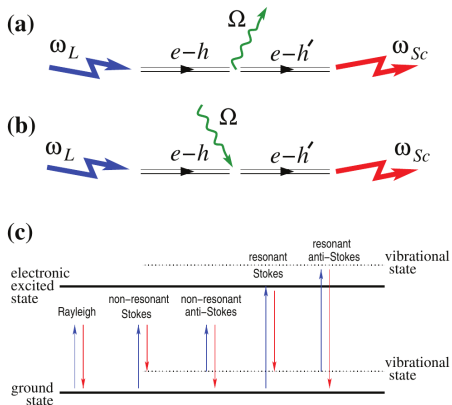 (a)
Ω
ω_L
e–h
e–h′
ω_Sc
(b)
Ω
ω_L
e–h
e–h′
ω_Sc
(c)
resonant
Stokes
resonant
anti–Stokes
vibrational
state
electronic
excited
state
Rayleigh
non–resonant
Stokes
non–resonant
anti–Stokes
vibrational
state
ground
state